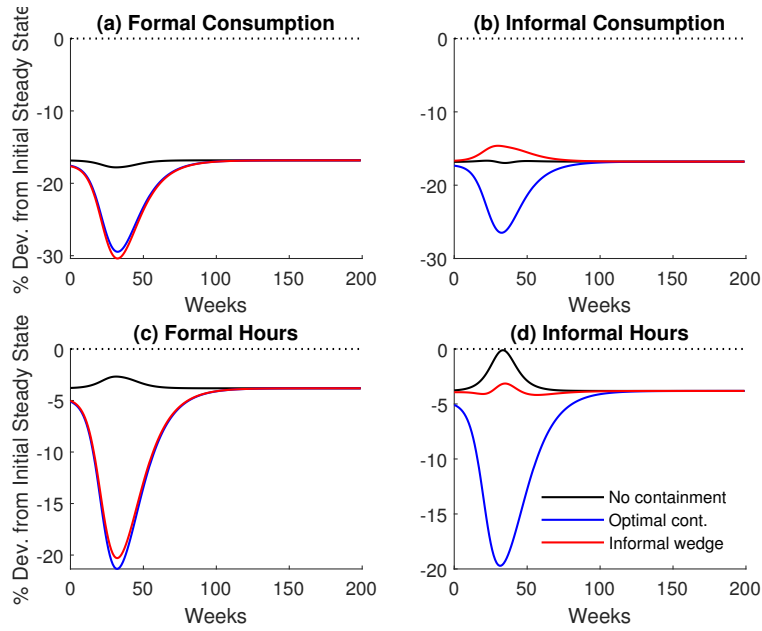 (a) Formal Consumption
% Dev. from Initial Steady State
0
-10
-20
-30
0 50 100 150 200
Weeks
(b) Informal Consumption
0
-10
-20
-30
0 50 100 150 200
Weeks
(c) Formal Hours
% Dev. from Initial Steady State
0
-5
-10
-15
-20
0 50 100 150 200
Weeks
(d) Informal Hours
0
-5
-10
-15
-20
No containment
Optimal cont.
Informal wedge
0 50 100 150 200
Weeks